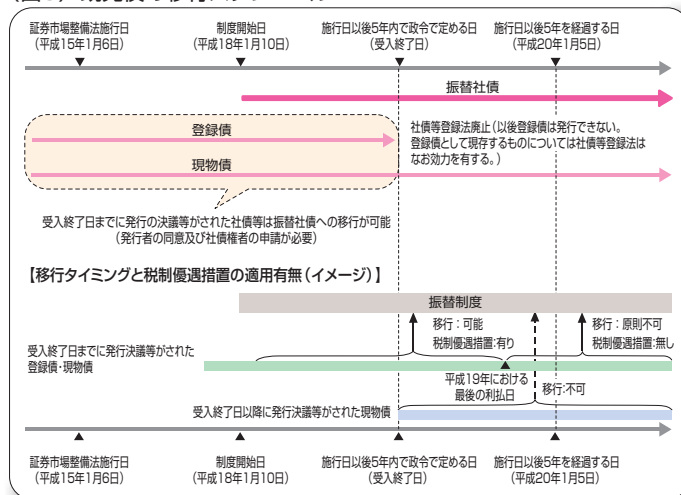 証券市場整備法施行日
（平成15年1月6日）
制度開始日
（平成18年1月10日）
施行日以後5年内で政令で定める日
（受入終了日）
施行日以後5年を経過する日
（平成20年1月5日）
振替社債
登録債
社債等登録法廃止（以後登録債は発行できない。
登録債として現存するものについては社債等登録法は
なお効力を有する。）
現物債
受入終了日までに発行の決議等がされた社債等は振替社債への移行が可能
（発行者の同意及び社債権者の申請が必要）
【移行タイミングと税制優遇措置の適用有無（イメージ）】
振替制度
移行：可能
税制優遇措置：有り
移行：原則不可
税制優遇措置：無し
受入終了日までに発行決議等がされた
登録債・現物債
平成19年における
最後の利払日
移行：不可
受入終了日以降に発行決議等がされた現物債
証券市場整備法施行日
（平成15年1月6日）
制度開始日
（平成18年1月10日）
施行日以後5年内で政令で定める日
（受入終了日）
施行日以後5年を経過する日
（平成20年1月5日）